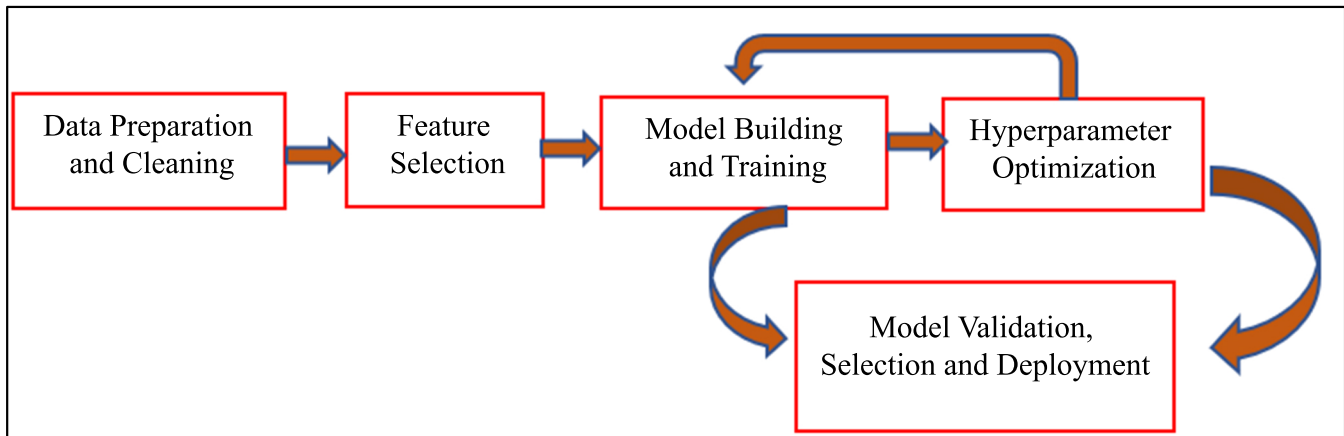 Data Preparation
and Cleaning
Feature
Selection
Model Building
and Training
Hyperparameter
Optimization
Model Validation,
Selection and Deployment